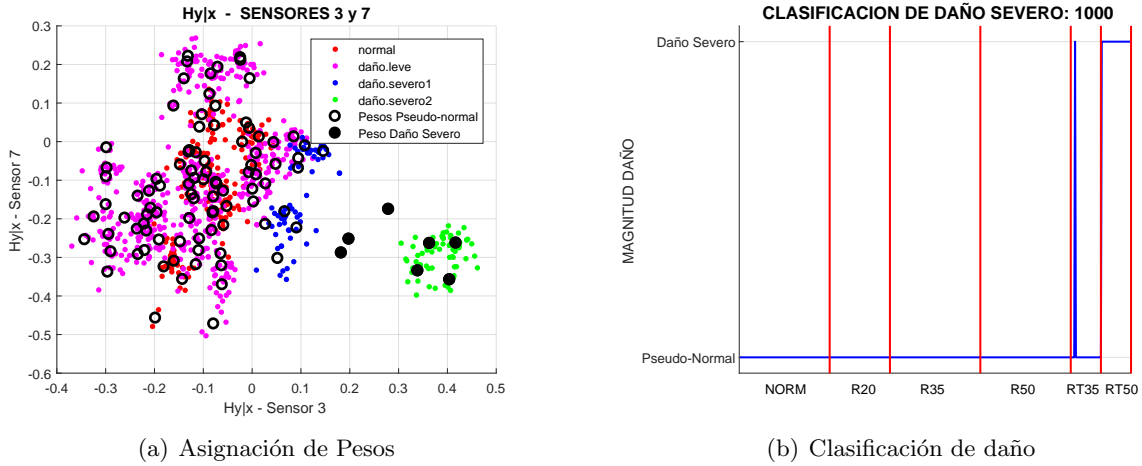 Hy|x - SENSORES 3 y 7
0.3
0.2
0.1
0
-0.1
-0.2
-0.3
-0.4
-0.5
-0.6
Hy|x - Sensor 7
-0.4
-0.3
-0.2
-0.1
0
0.1
0.2
0.3
0.4
0.5
Hy|x - Sensor 3
normal
daño.leve
daño.severo1
daño.severo2
Pesos Pseudo-normal
Peso Daño Severo
(a) Asignación de Pesos
CLASIFICACION DE DAÑO SEVERO: 1000
Daño Severo
MAGNITUD DAÑO
Pseudo-Normal
NORM
R20
R35
R50
RT35
RT50
(b) Clasificación de daño